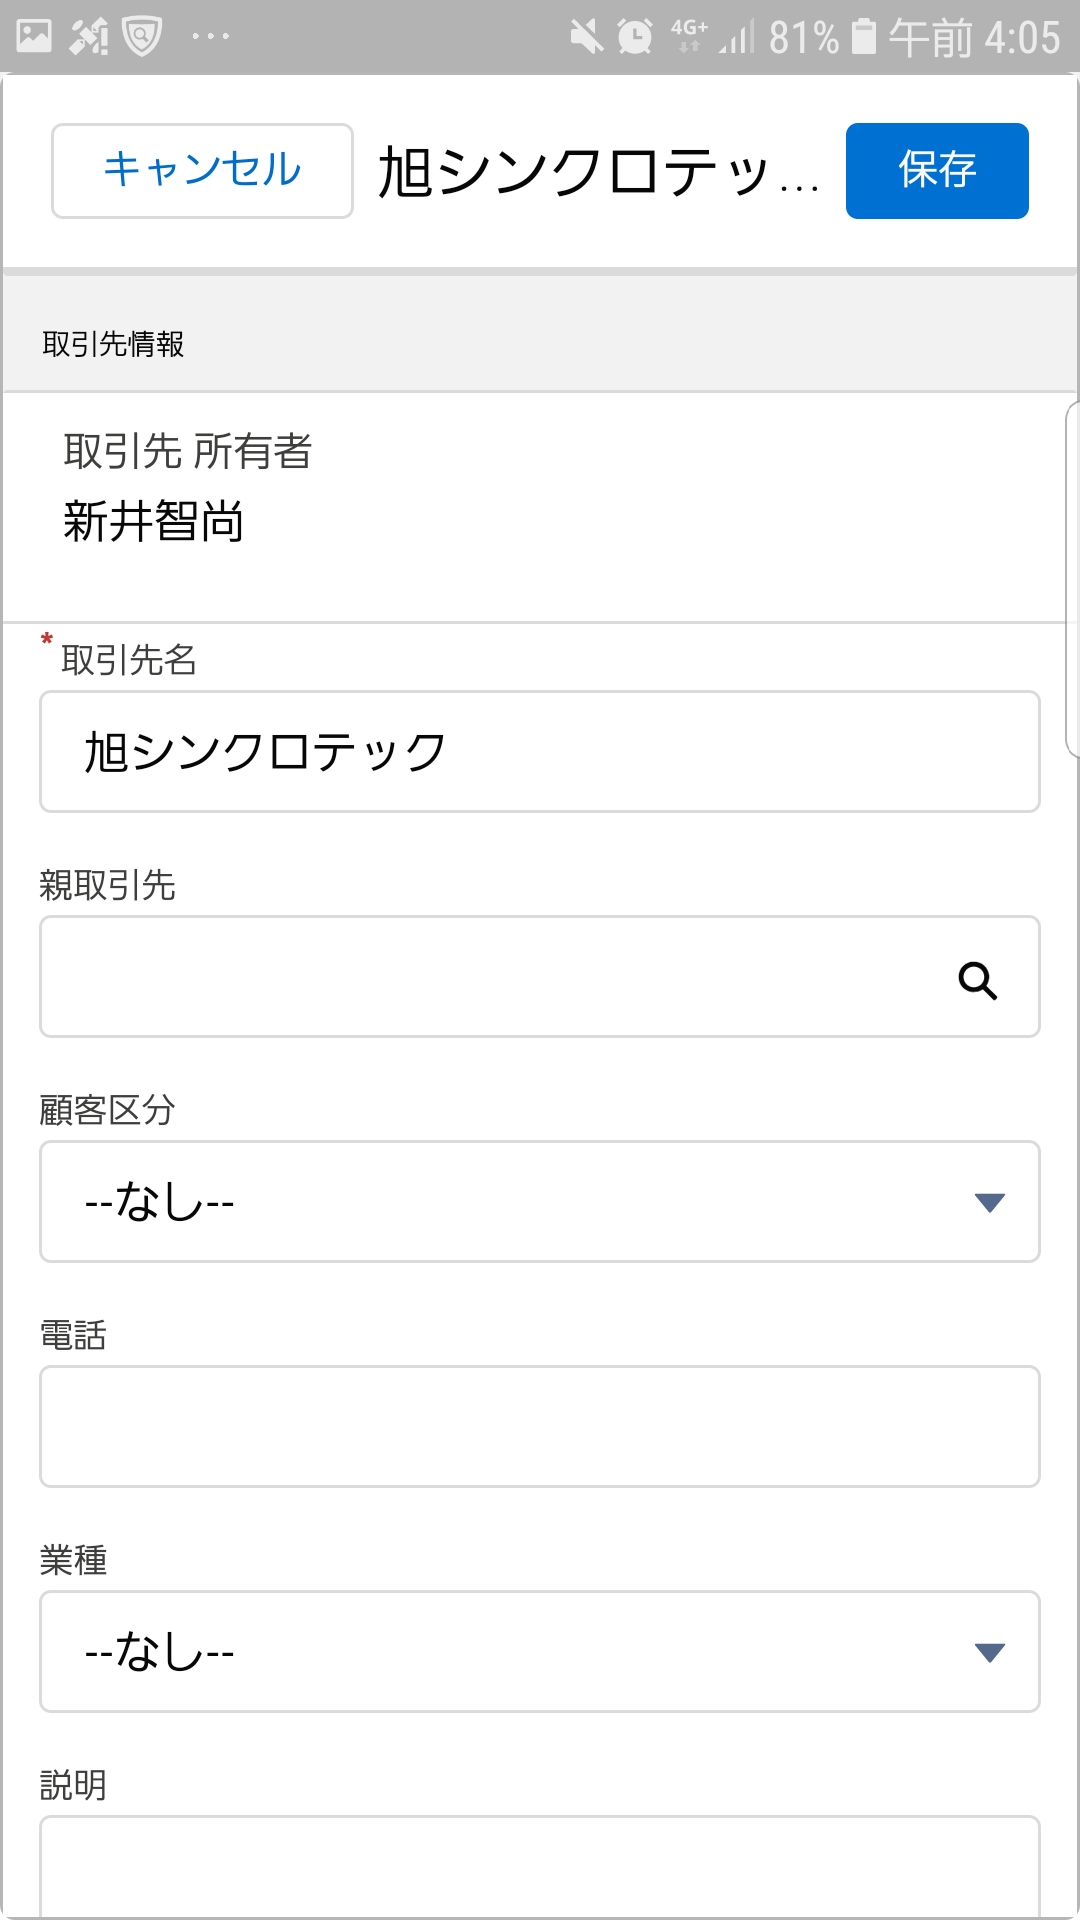 4G+ 81% 午前 4:05
キャンセル 旭シンクロテッ... 保存
取引先情報
取引先 所有者
新井智尚
* 取引先名
旭シンクロテック
親取引先
顧客区分
--なし--
電話
業種
--なし--
説明